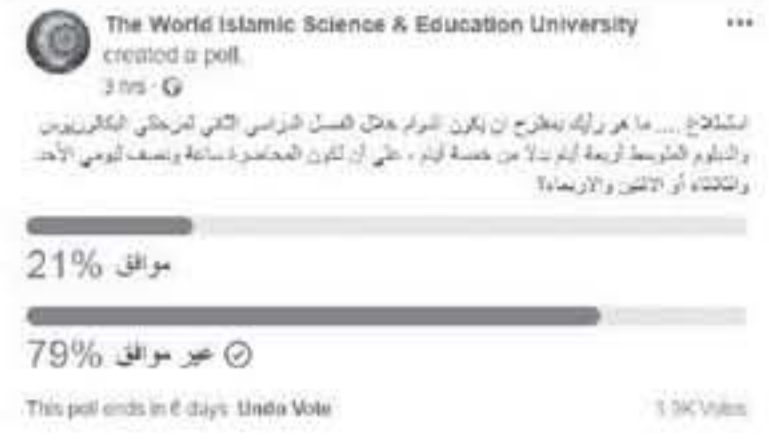 The World Islamic Science & Education University
created a poll.
3 hrs
استطلاع .... ما هو رأيك بمقترح ان يكون الدوام خلال الفصل الدراسي الثاني لمرحلتي البكالوريوس
والدبلوم المتوسط أربعة أيام بدلا من خمسة أيام ، على أن تكون المحاضرة ساعة ونصف ليومي الأحد
والثلاثاء أو الاثنين والاربعاء؟
21% موافق
79% غير موافق
This poll ends in 6 days Undo Vote
Votes